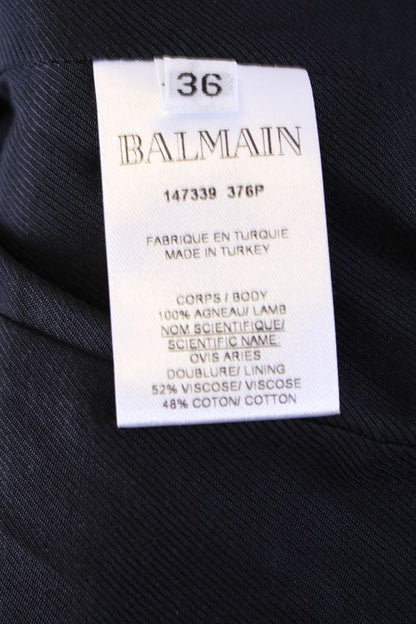 36
BALMAIN
147339 376P
FABRIQUE EN TURQUIE
MADE IN TURKEY
CORPS / BODY
100% AGNEAU/ LAMB
NOM SCIENTIFIQUE/
SCIENTIFIC NAME:
OVIS ARIES
DOUBLURE/ LINING
52% VISCOSE/ VISCOSE
48% COTON/ COTTON